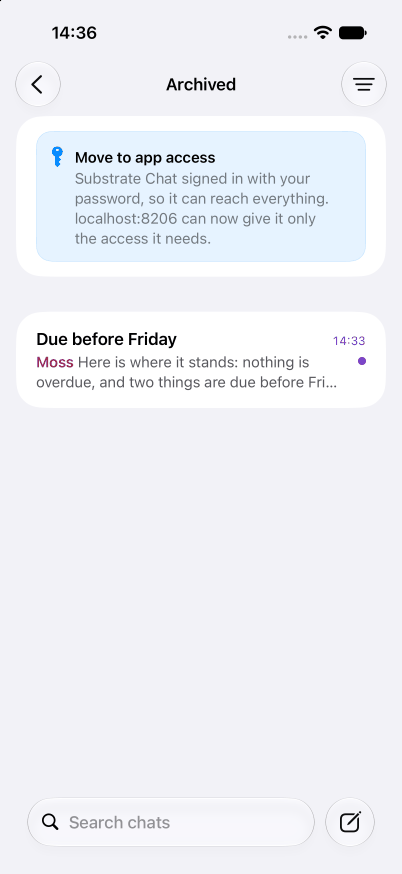 14:36
Archived
Move to app access
Substrate Chat signed in with your
password, so it can reach everything.
localhost:8206 can now give it only
the access it needs.
Due before Friday
14:33
Moss Here is where it stands: nothing is
overdue, and two things are due before Fri...
Search chats